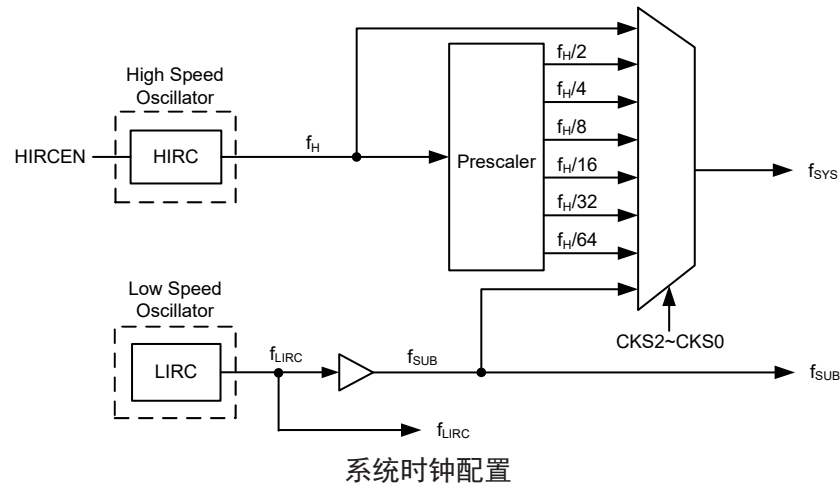 High Speed
Oscillator
HIRCEN
HIRC
fH
Prescaler
fH/2
fH/4
fH/8
fH/16
fH/32
fH/64
fSYS
CKS2~CKS0
Low Speed
Oscillator
LIRC
fLIRC
fSUB
fSUB
fLIRC
系统时钟配置